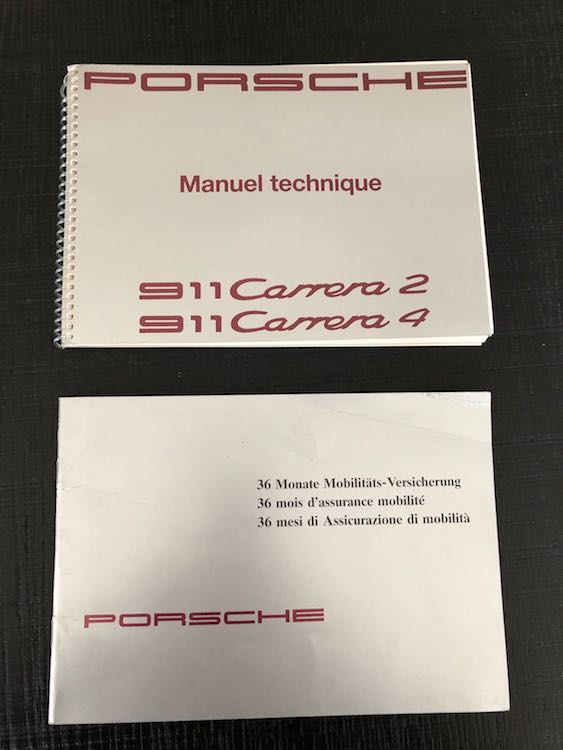 PORSCHE
Manuel technique
911 Carrera 2
911 Carrera 4
36 Monate Mobilitäts-Versicherung
36 mois d'assurance mobilité
36 mesi di Assicurazione di mobilità
PORSCHE